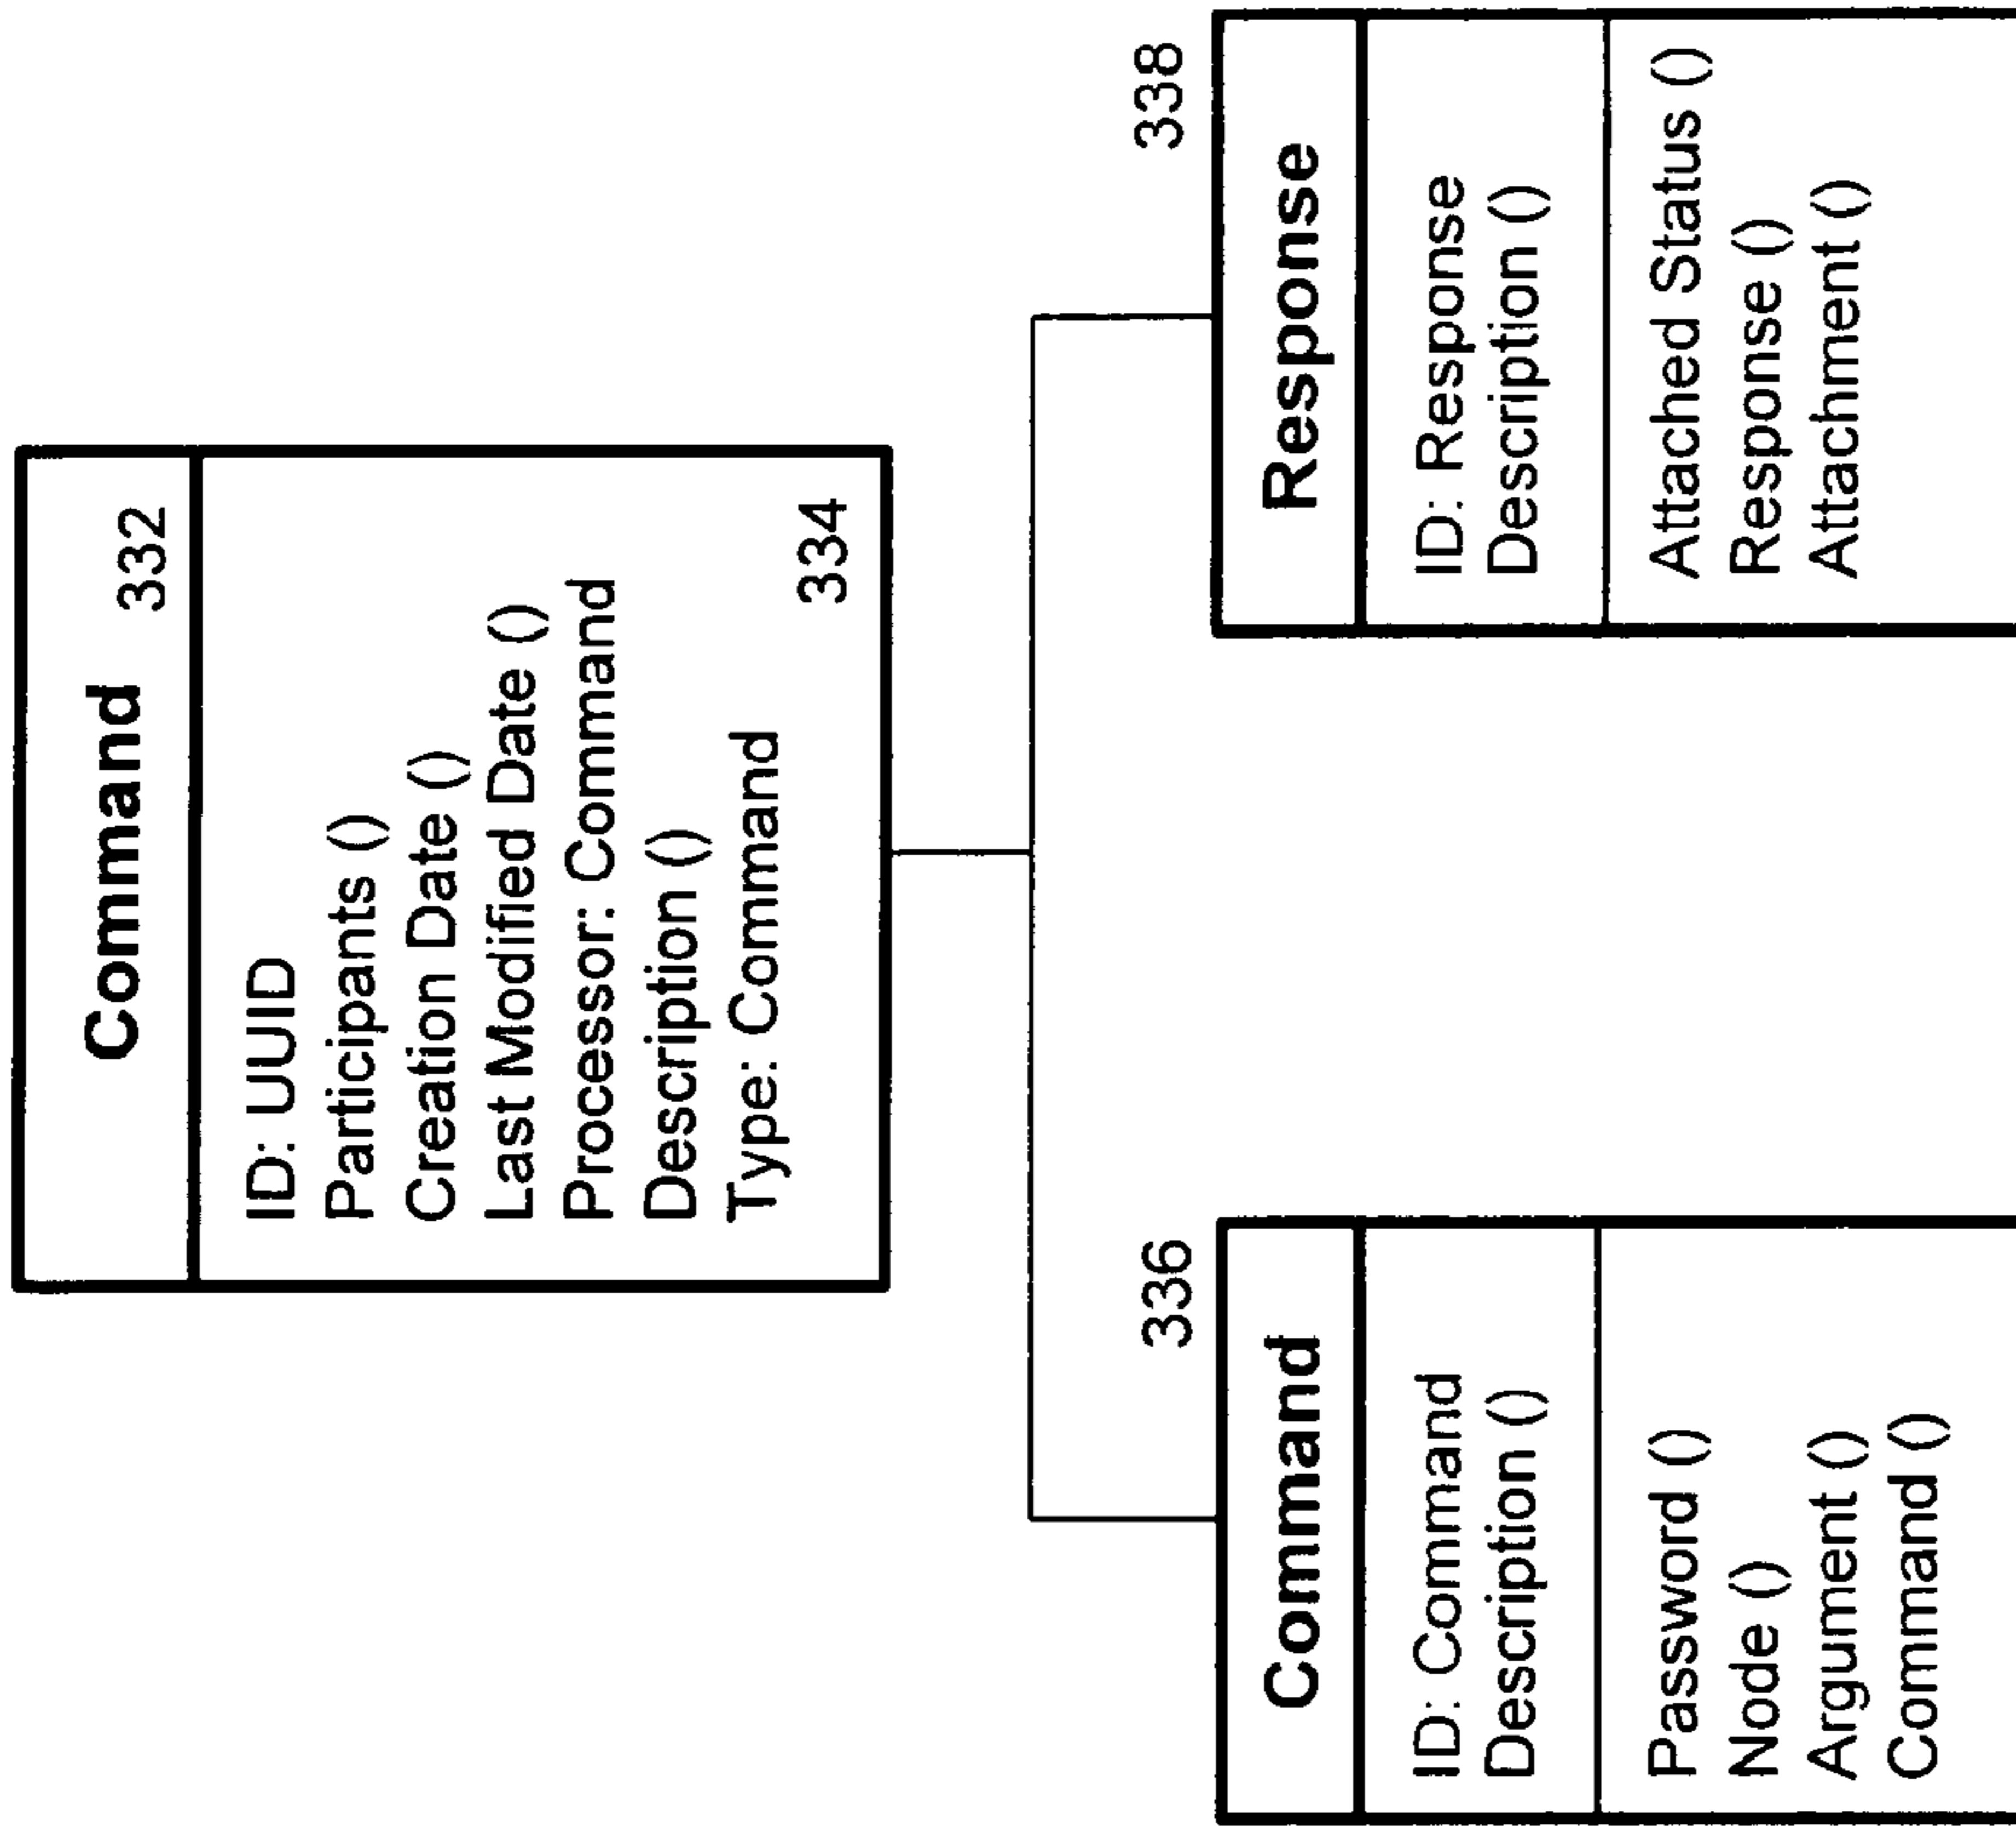 Command
332
ID: UUID
Participants ()
Creation Date ()
Last Modified Date ()
Processor: Command
Description ()
Type: Command
334
336
Command
ID: Command
Description ()
Password ()
Node ()
Argument ()
Command ()
338
Response
ID: Response
Description ()
Attached Status ()
Response ()
Attachment ()